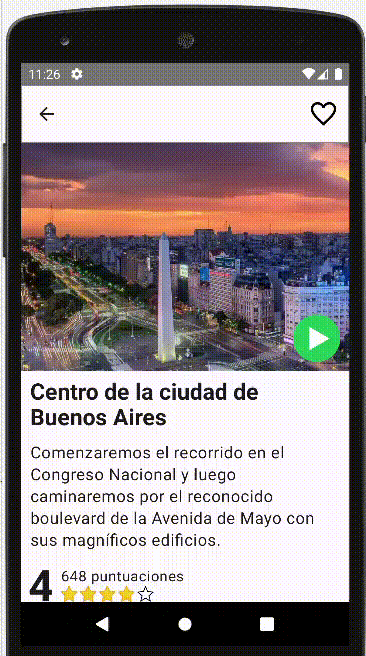 11:26
Centro de la ciudad de
Buenos Aires
Comenzaremos el recorrido en el
Congreso Nacional y luego
caminaremos por el reconocido
boulevard de la Avenida de Mayo con
sus magníficos edificios.
648 puntuaciones
4